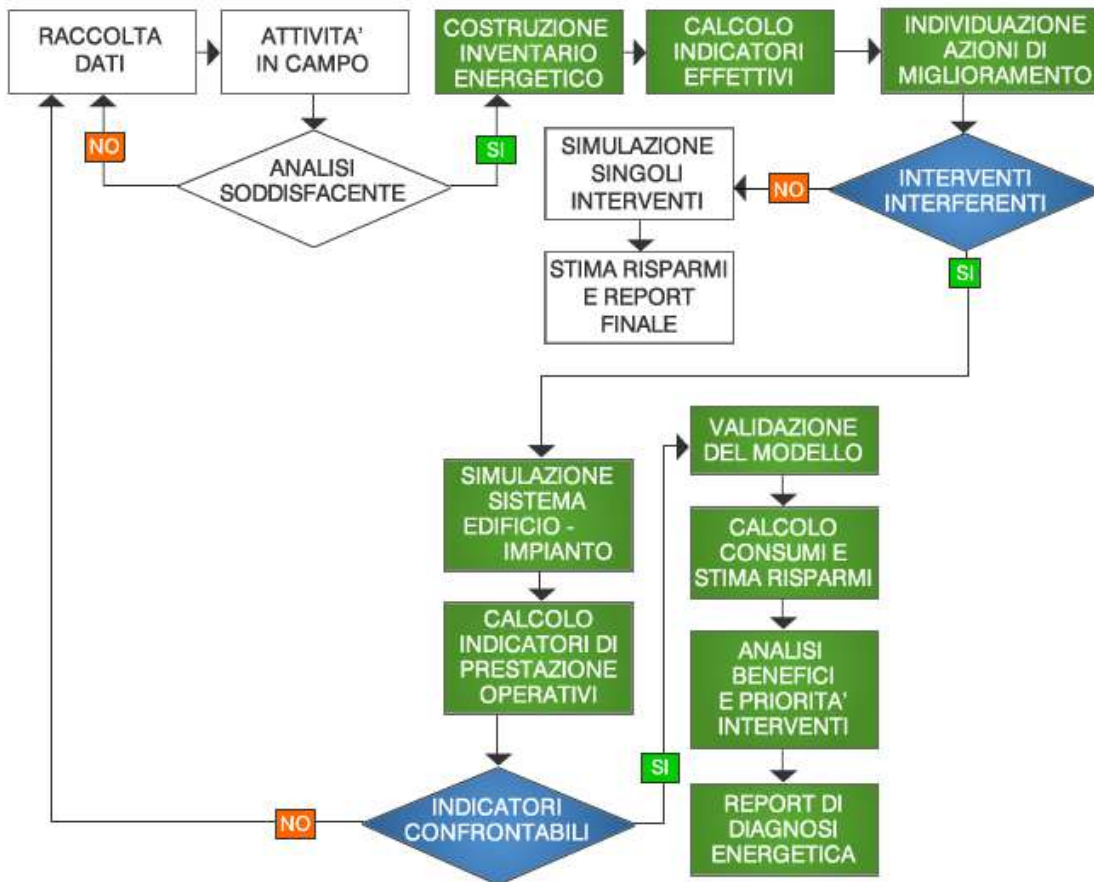 RACCOLTA
DATI
ATTIVITA'
IN CAMPO
COSTRUZIONE
INVENTARIO
ENERGETICO
CALCOLO
INDICATORI
EFFETTIVI
INDIVIDUAZIONE
AZIONI DI
MIGLIORAMENTO
NO
ANALISI
SODDISFACENTE
SI
SIMULAZIONE
SINGOLI
INTERVENTI
NO
INTERVENTI
INTERFERENTI
SI
STIMA RISPARMI
E REPORT
FINALE
SIMULAZIONE
SISTEMA
EDIFICIO -
IMPIANTO
CALCOLO
INDICATORI DI
PRESTAZIONE
OPERATIVI
INDICATORI
CONFRONTABILI
NO
SI
VALIDAZIONE
DEL MODELLO
CALCOLO
CONSUMI E
STIMA RISPARMI
ANALISI
BENEFICI
E PRIORITA'
INTERVENTI
REPORT DI
DIAGNOSI
ENERGETICA